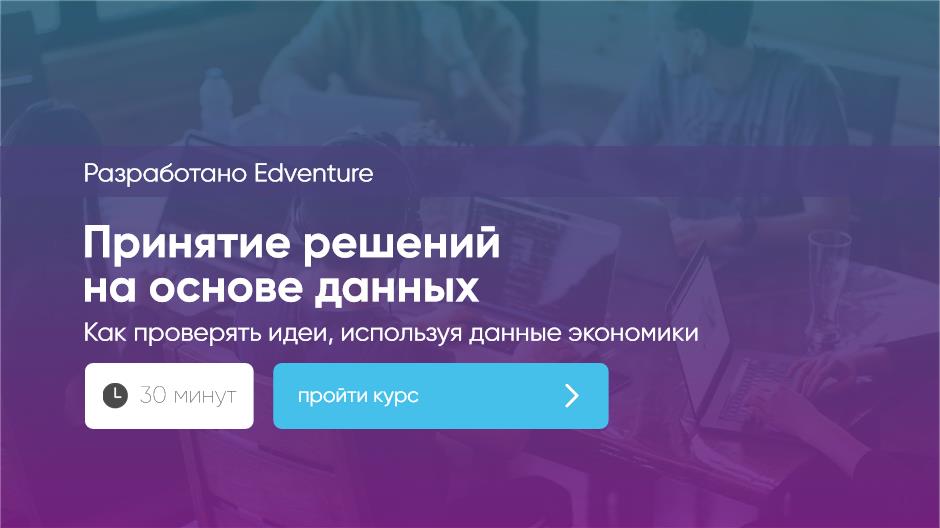 Разработано Edventure
Принятие решений
на основе данных
Как проверять идеи, используя данные экономики
30 минут
пройти курс